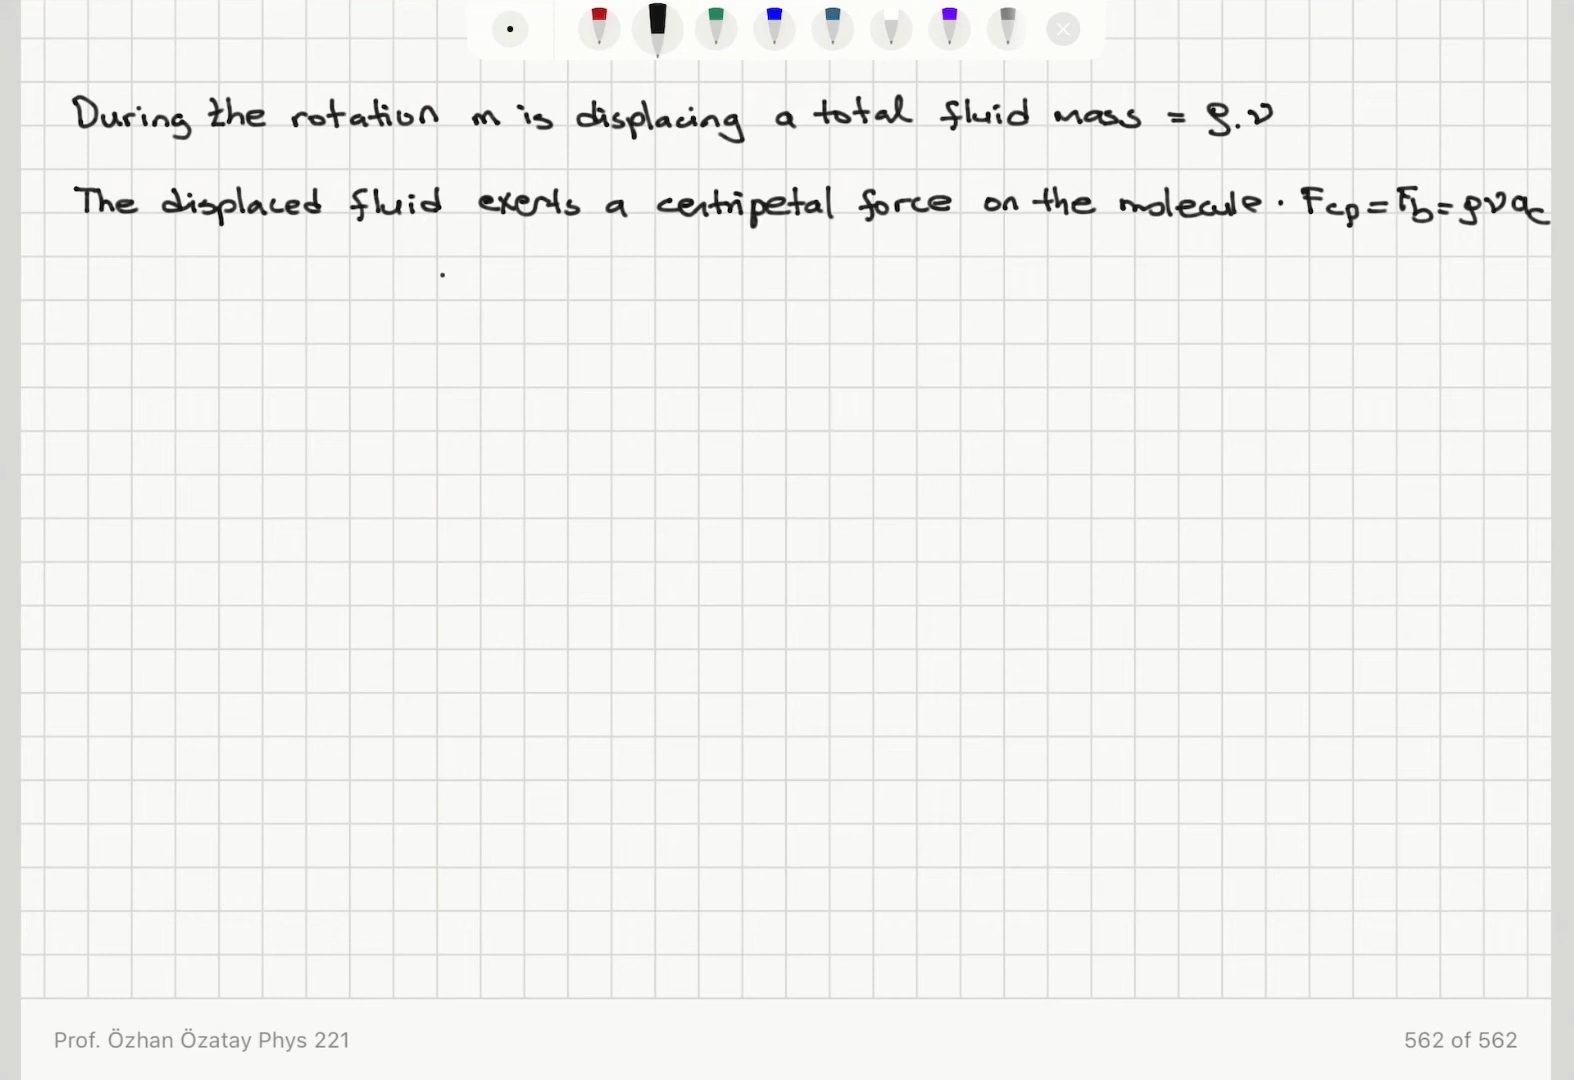 During the rotation m is displacing a total fluid mass = ρ.ν
The displaced fluid exerts a centripetal force on the molecule. Fcp = Fb = ρνac
Prof. Özhan Özatay Phys 221
562 of 562